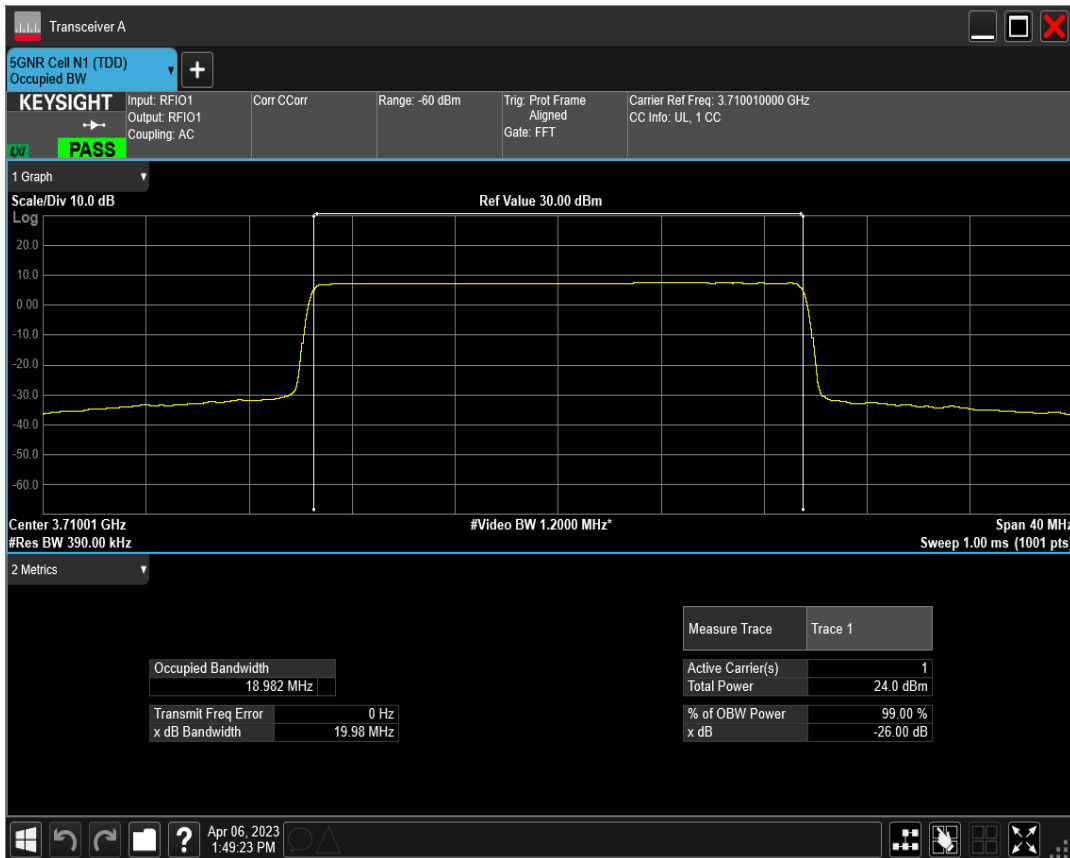 Transceiver A
5GNR Cell N1 (TDD)
Occupied BW
+
KEYSIGHT
LXI
PASS
Input: RFIO1
Output: RFIO1
Coupling: AC
Corr CCorr
Range: -60 dBm
Trig: Prot Frame
Aligned
Gate: FFT
Carrier Ref Freq: 3.710010000 GHz
CC Info: UL, 1 CC
1 Graph
Scale/Div 10.0 dB
Ref Value 30.00 dBm
Log
20.0
10.0
0.00
-10.0
-20.0
-30.0
-40.0
-50.0
-60.0
Center 3.71001 GHz
#Video BW 1.2000 MHz*
Span 40 MHz
#Res BW 390.00 kHz
Sweep 1.00 ms (1001 pts)
2 Metrics
Measure Trace Trace 1
Occupied Bandwidth
18.982 MHz
Transmit Freq Error 0 Hz
x dB Bandwidth 19.98 MHz
Active Carrier(s) 1
Total Power 24.0 dBm
% of OBW Power 99.00 %
x dB -26.00 dB
?
Apr 06, 2023
1:49:23 PM